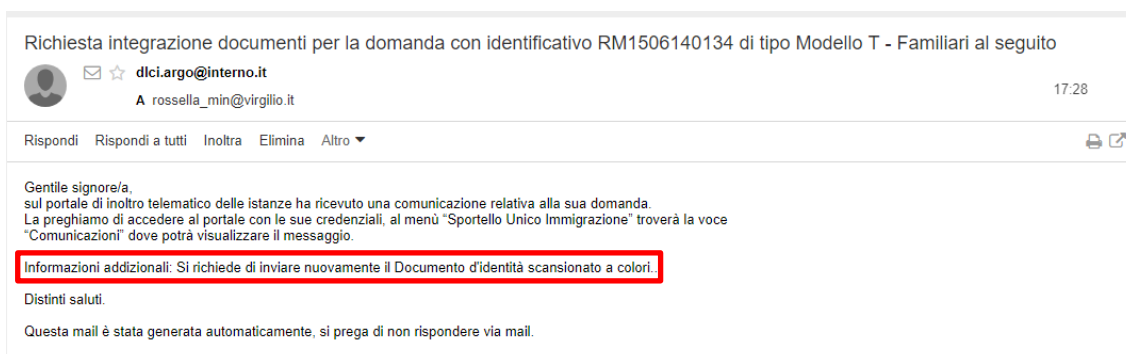 Richiesta integrazione documenti per la domanda con identificativo RM1506140134 di tipo Modello T - Familiari al seguito
dlci.argo@interno.it
17:28
A rossella_min@virgilio.it
Rispondi Rispondi a tutti Inoltra Elimina Altro
Gentile signore/a,
sul portale di inoltro telematico delle istanze ha ricevuto una comunicazione relativa alla sua domanda.
La preghiamo di accedere al portale con le sue credenziali, al menù “Sportello Unico Immigrazione” troverà la voce
“Comunicazioni” dove potrà visualizzare il messaggio.
Informazioni addizionali: Si richiede di inviare nuovamente il Documento d'identità scansionato a colori..
Distinti saluti.
Questa mail è stata generata automaticamente, si prega di non rispondere via mail.